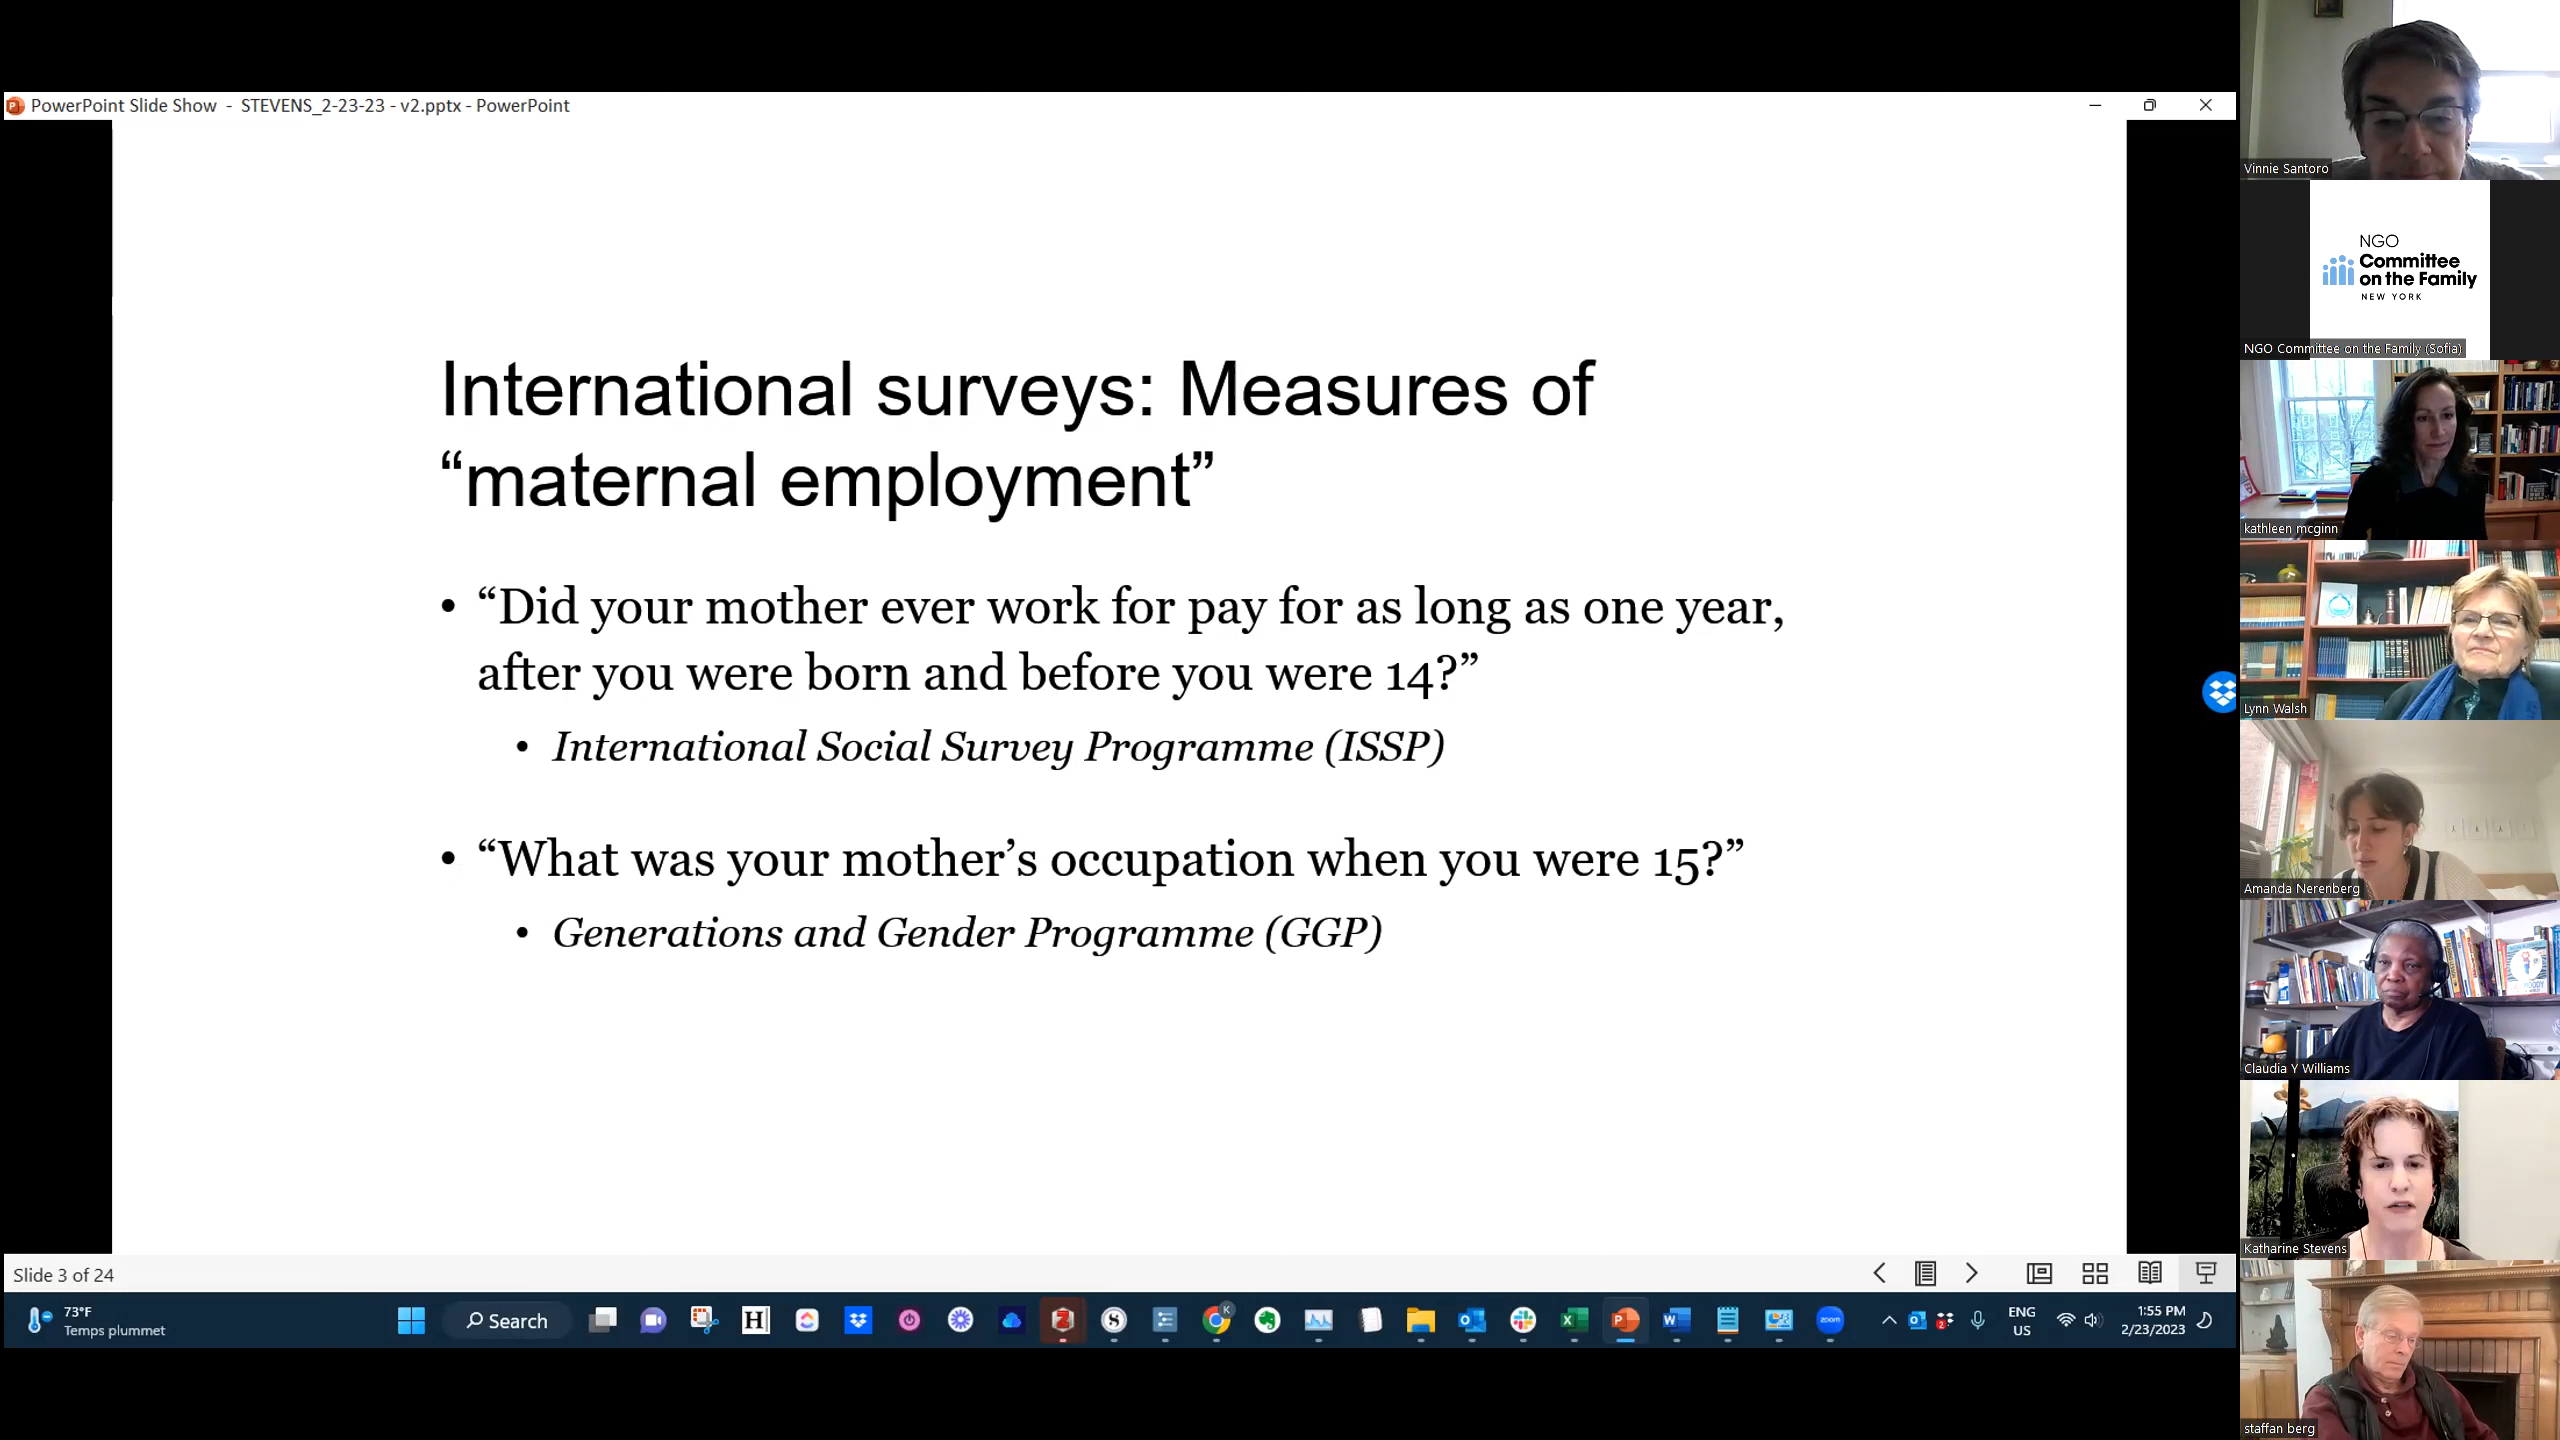 PowerPoint Slide Show - STEVENS_2-23-23 - v2.pptx - PowerPoint
International surveys: Measures of
“maternal employment”
• “Did your mother ever work for pay for as long as one year,
after you were born and before you were 14?”
• International Social Survey Programme (ISSP)
• “What was your mother’s occupation when you were 15?”
• Generations and Gender Programme (GGP)
Slide 3 of 24
73°F
Temps plummet
Search
H
zoom
ENG
US
1:55 PM
2/23/2023
Vinnie Santoro
NGO
Committee
on the Family
NEW YORK
NGO Committee on the Family (Sofia)
kathleen mcginn
Lynn Walsh
Amanda Nerenberg
Claudia Y Williams
Katharine Stevens
staffan berg